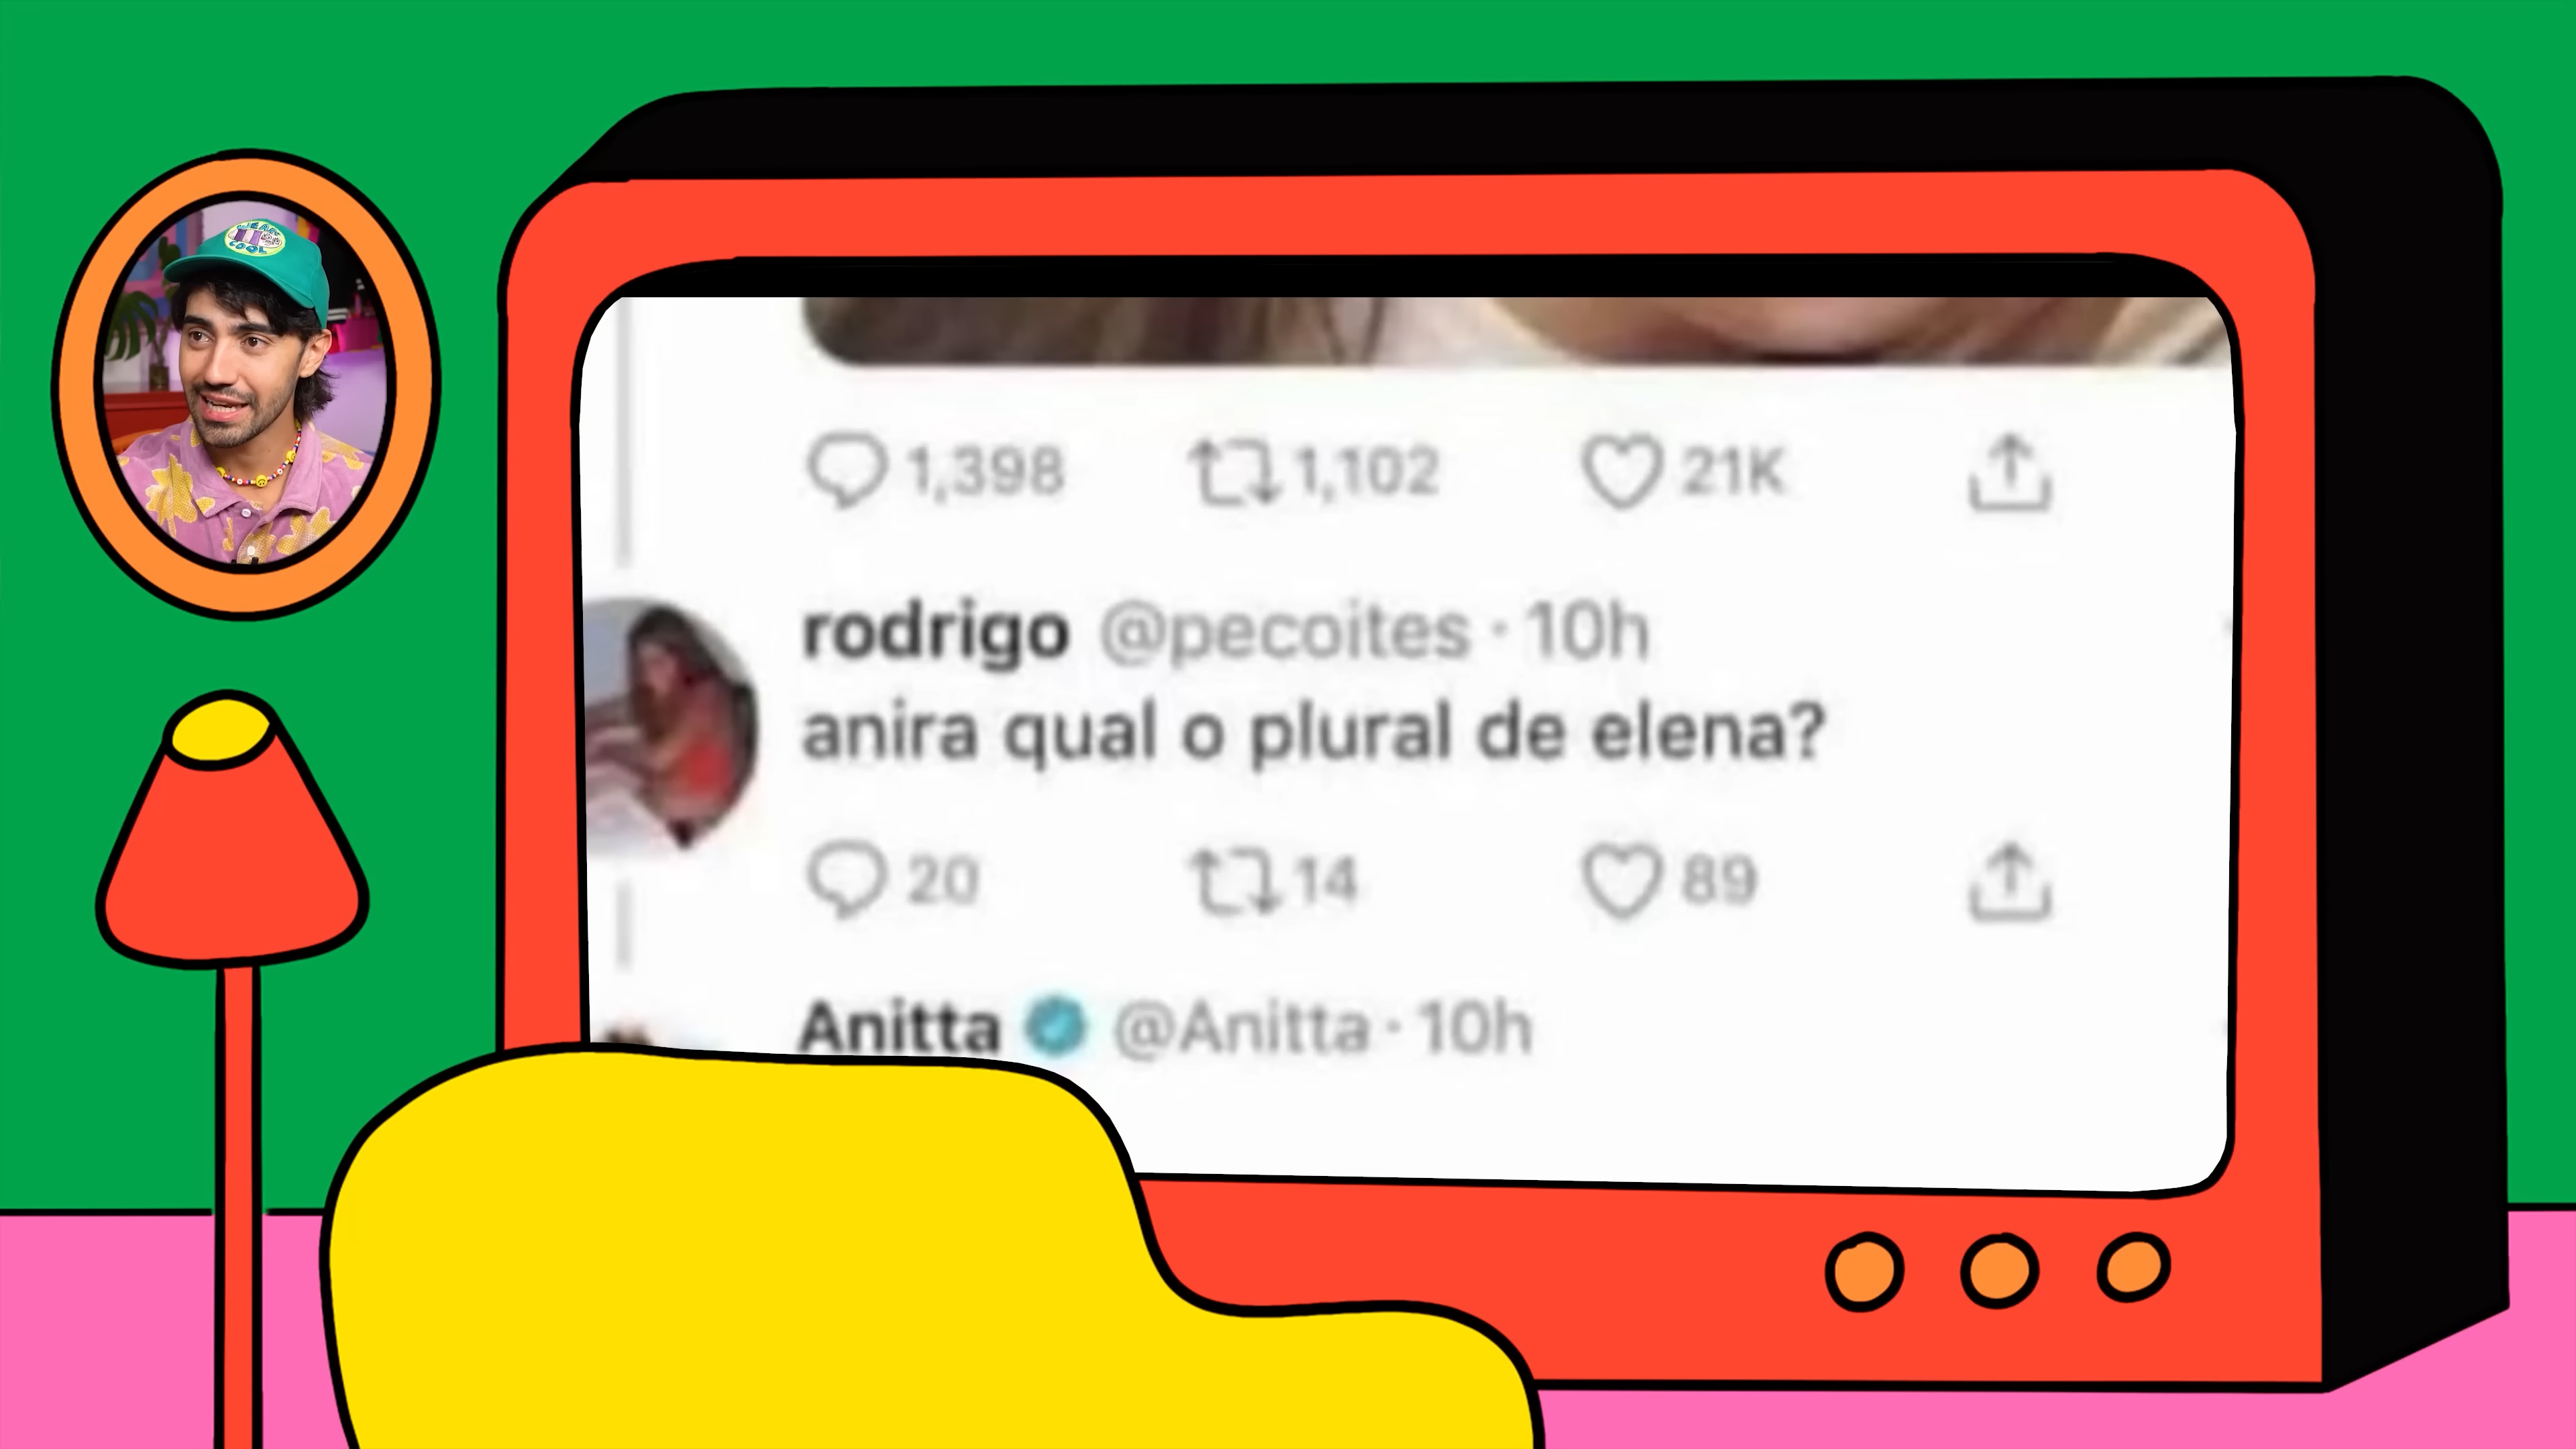 1,398 1,102 21K
rodrigo @pecoites · 10h
anira qual o plural de elena?
20 14 89
Anitta @Anitta · 10h
COOL